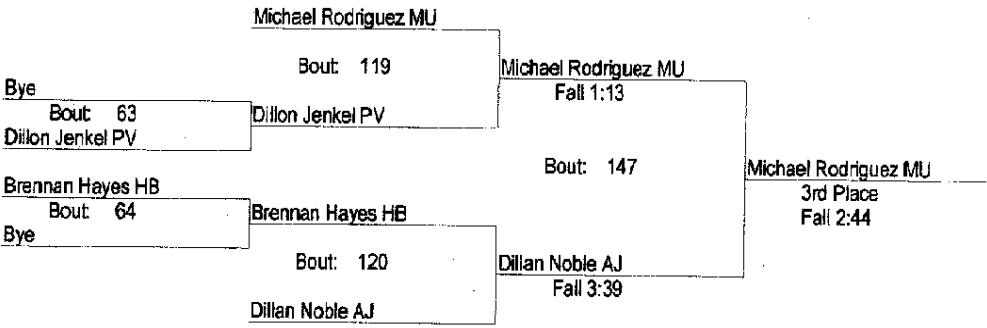 Michael Rodriguez MU
Bout: 119
Michael Rodriguez MU
Fall 1:13
Bye
Bout: 63
Dillon Jenkel PV
Dillon Jenkel PV
Bout: 147
Michael Rodriguez MU
3rd Place
Fall 2:44
Brennan Hayes HB
Bout: 64
Bye
Brennan Hayes HB
Bout: 120
Dillan Noble AJ
Fall 3:39
Dillan Noble AJ